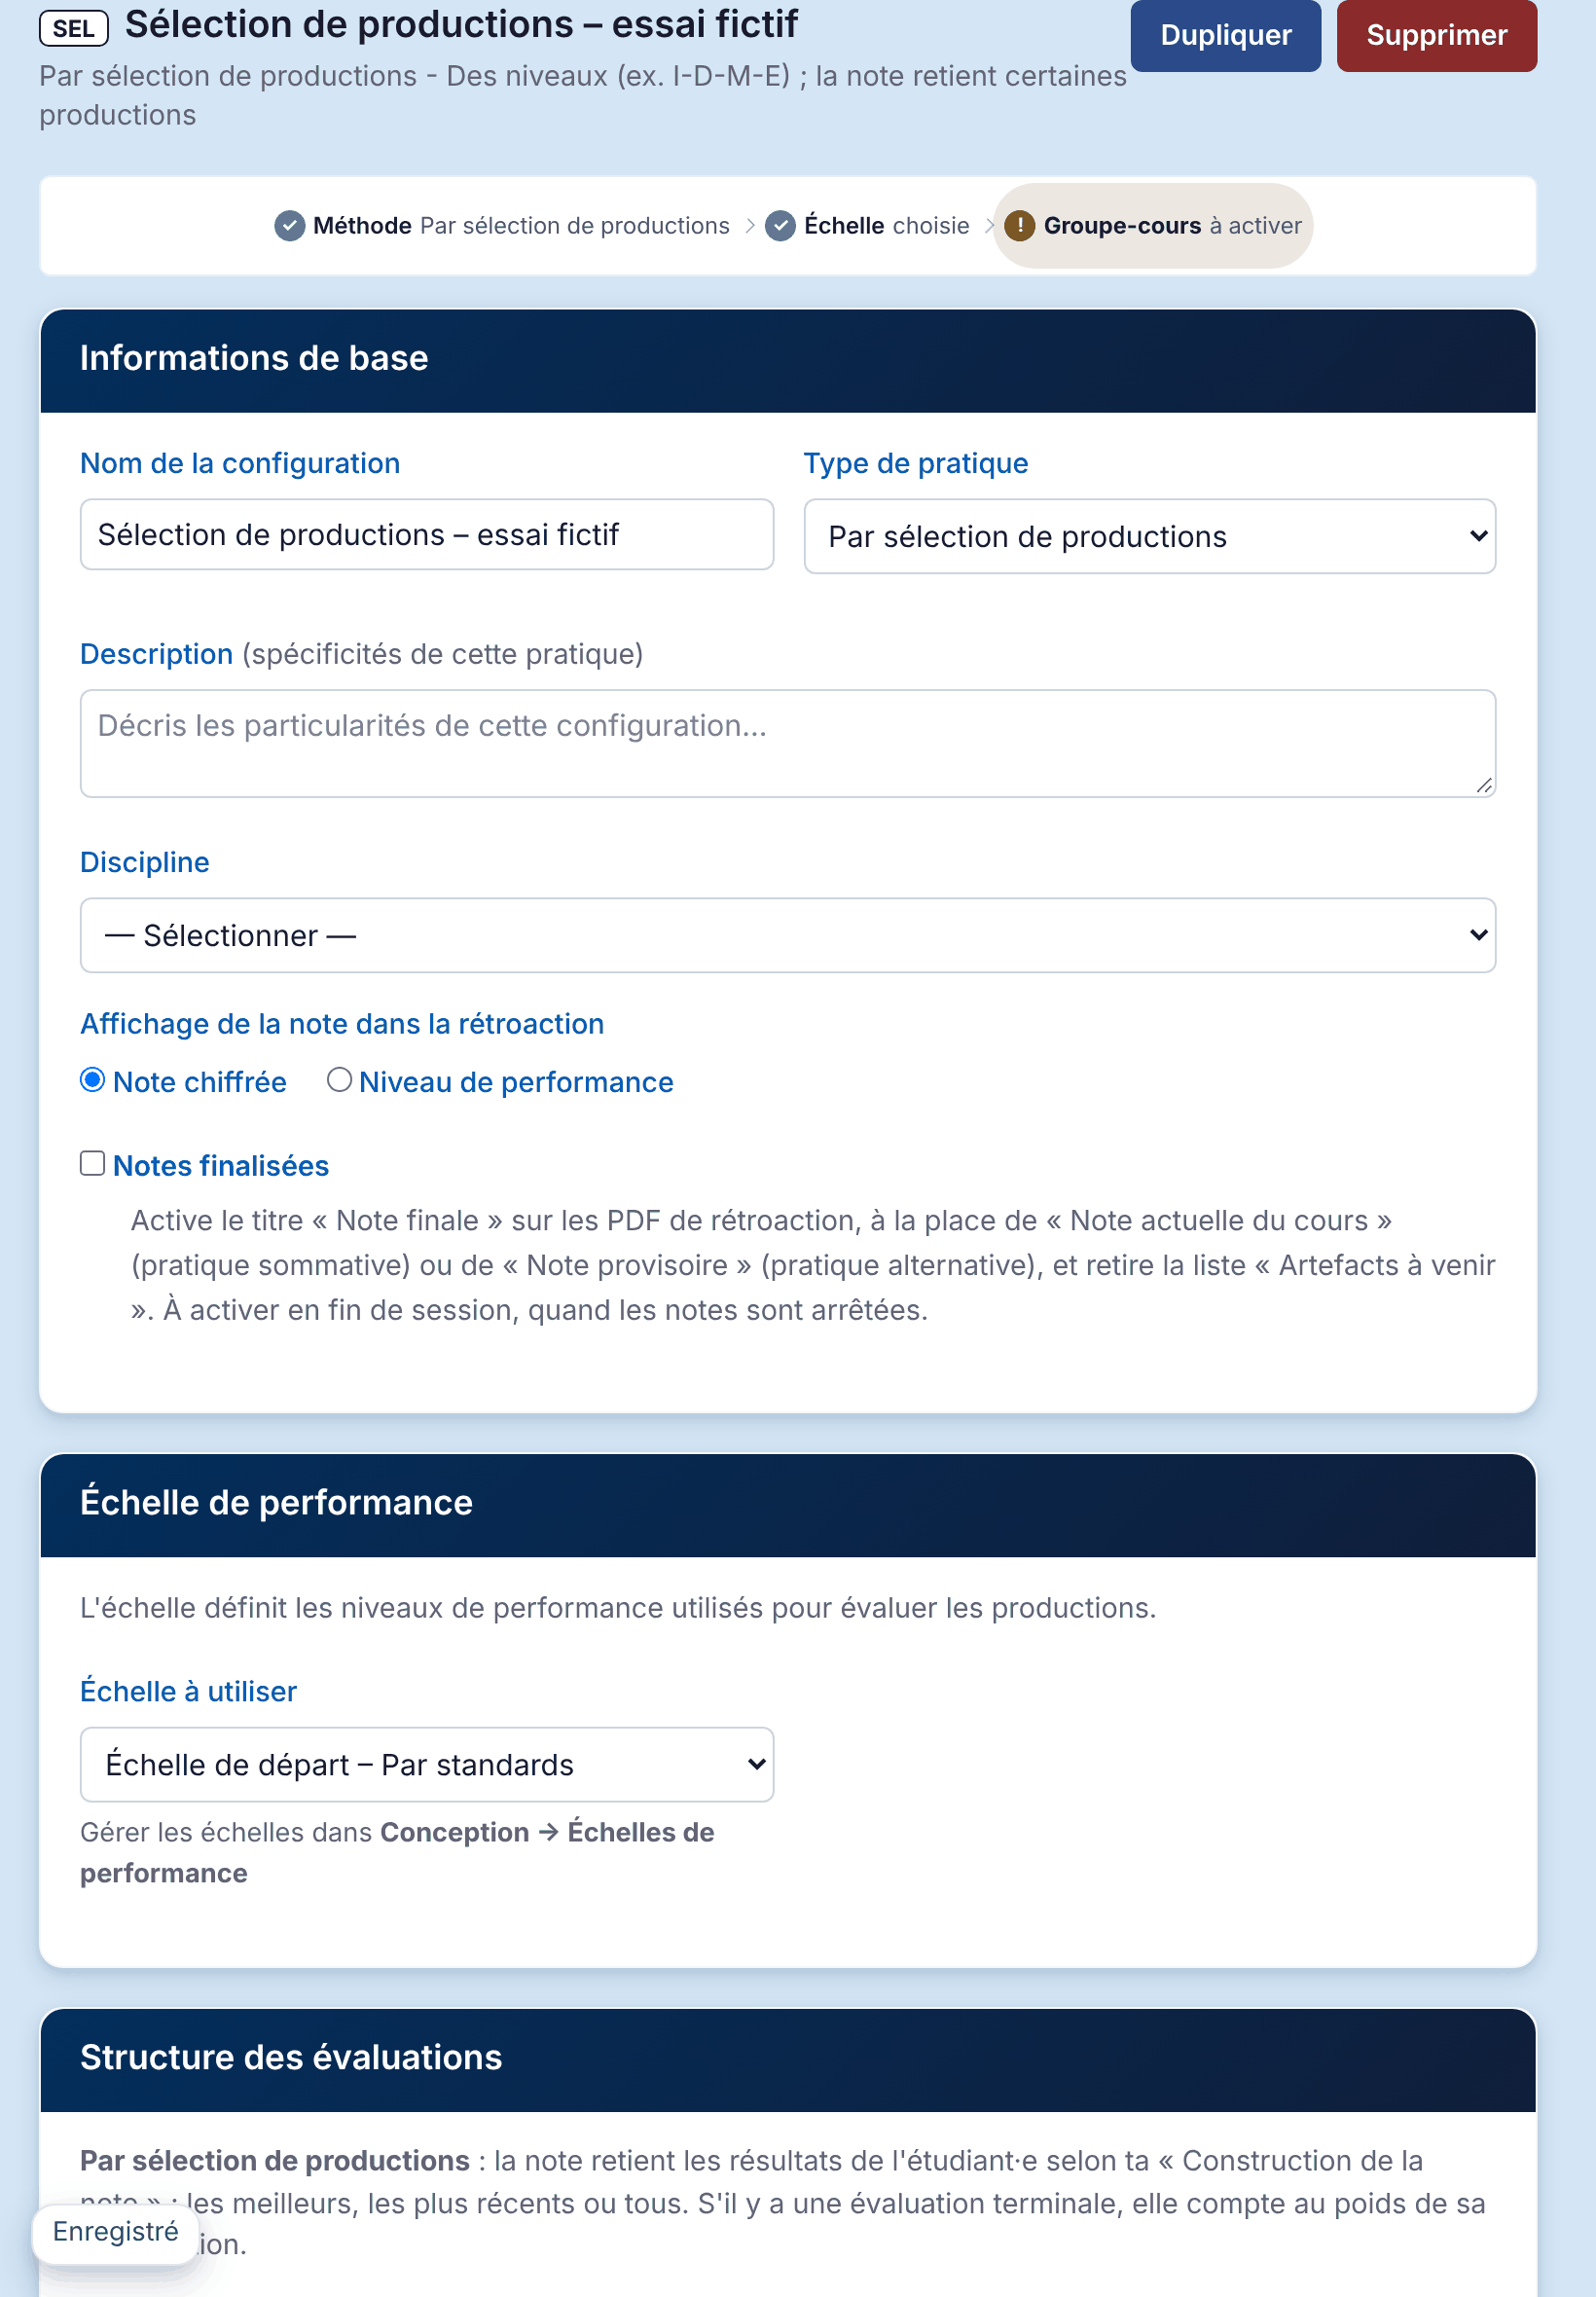 SEL Sélection de productions – essai fictif
Dupliquer
Supprimer
Par sélection de productions - Des niveaux (ex. I-D-M-E) ; la note retient certaines
productions
Méthode Par sélection de productions
Échelle choisie
! Groupe-cours à activer
Informations de base
Nom de la configuration
Sélection de productions – essai fictif
Type de pratique
Par sélection de productions
Description (spécificités de cette pratique)
Décris les particularités de cette configuration...
Discipline
— Sélectionner —
Affichage de la note dans la rétroaction
Note chiffrée
Niveau de performance
Notes finalisées
Active le titre « Note finale » sur les PDF de rétroaction, à la place de « Note actuelle du cours »
(pratique sommative) ou de « Note provisoire » (pratique alternative), et retire la liste « Artefacts à venir
». À activer en fin de session, quand les notes sont arrêtées.
Échelle de performance
L'échelle définit les niveaux de performance utilisés pour évaluer les productions.
Échelle à utiliser
Échelle de départ – Par standards
Gérer les échelles dans Conception → Échelles de
performance
Structure des évaluations
Par sélection de productions : la note retient les résultats de l'étudiant·e selon ta « Construction de la
note » : les meilleurs, les plus récents ou tous. S'il y a une évaluation terminale, elle compte au poids de sa
ion.
Enregistré